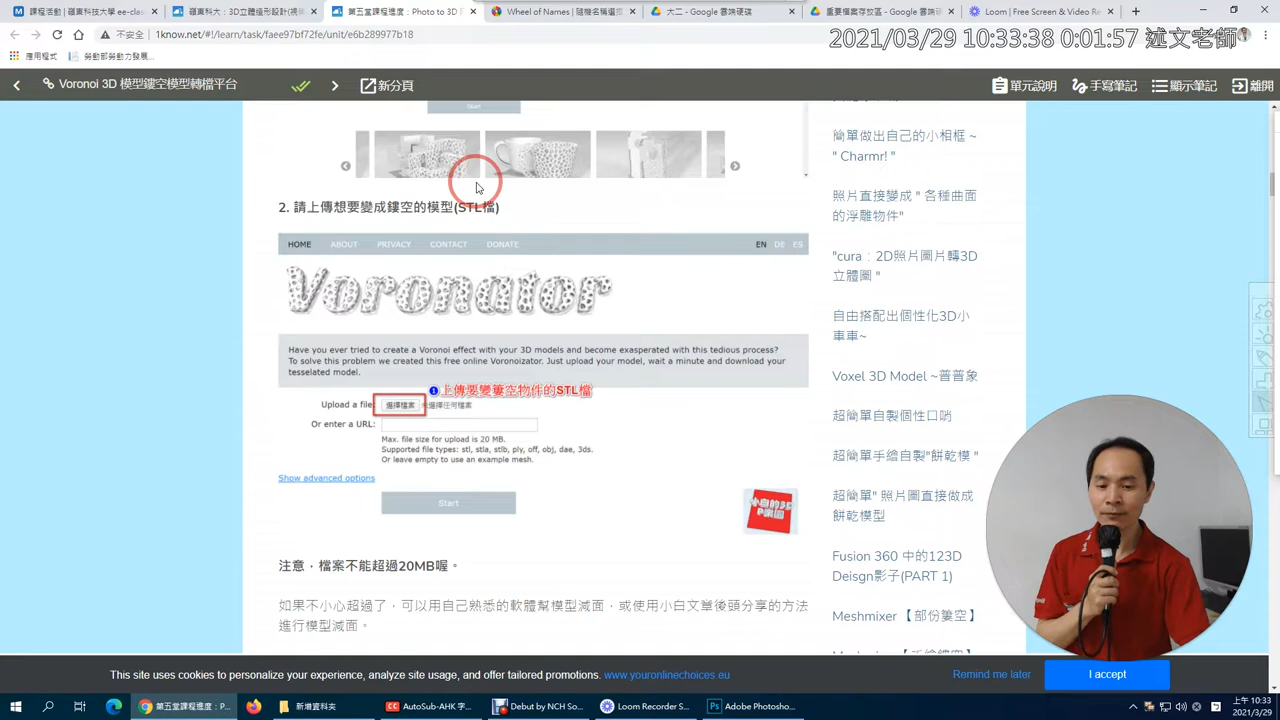 課程活動 | 嶺東科技大學 ee-clas
嶺東科大:3D立體造形設計(視
第五堂課程進度:Photo to 3D
Wheel of Names | 隨機名稱選擇
大二 - Google 雲端硬碟
重要檔案存放區 - Google 雲端硬
Loom | Free Screen & Video Re
不安全 | 1know.net/#!/learn/task/faee97bf72fe/unit/e6b289977b18
2021/03/29 10:33:38 0:01:57 述文老師
應用程式
勞動部勞動力發展...
Voronoi 3D 模型鏤空模型轉檔平台
新分頁
單元說明
手寫筆記
顯示筆記
離開
Start
2. 請上傳想要變成鏤空的模型(STL檔)
HOME ABOUT PRIVACY CONTACT DONATE EN DE ES
Voronator
Have you ever tried to create a Voronoi effect with your 3D models and become exasperated with this tedious process?
To solve this problem we created this free online Voronoizator. Just upload your model, wait a minute and download your
tesselated model.
1 上傳要變簍空物件的STL檔
Upload a file: 選擇檔案 未選擇任何檔案
Or enter a URL:
Max. file size for upload is 20 MB.
Supported file types: stl, stla, stlb, ply, off, obj, dae, 3ds.
Or leave empty to use an example mesh.
Show advanced options
Start
小白的3D
P樂園
注意,檔案不能超過20MB喔。
如果不小心超過了,可以用自己熟悉的軟體幫模型減面,或使用小白文章後頭分享的方法
進行模型減面。
簡單做出自己的小相框 ~
" Charmr! "
照片直接變成 " 各種曲面
的浮雕物件"
"cura:2D照片圖片轉3D
立體圖 "
自由搭配出個性化3D小
車車~
Voxel 3D Model ~普普象
超簡單自製個性口哨
超簡單手繪自製"餅乾模 "
超簡單" 照片直接做成
餅乾模型
Fusion 360 中的123D
Deisgn影子(PART 1)
Meshmixer 【部份簍空】
This site uses cookies to personalize your experience, analyze site usage, and offer tailored promotions. www.youronlinechoices.eu
Remind me later
I accept
第五堂課程進度:P...
新增資料夾
AutoSub-AHK 字...
Debut by NCH So...
Loom Recorder S...
Adobe Photosho...
上午 10:33
2021/3/29